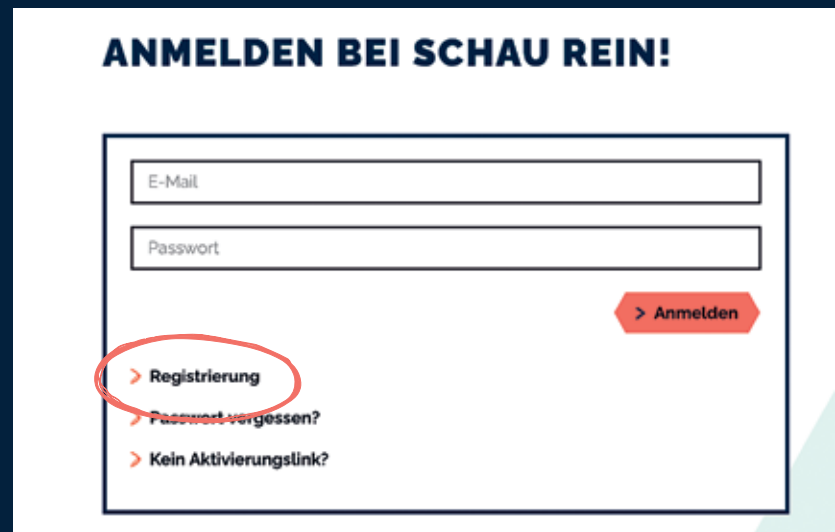 ANMELDEN BEI SCHAU REIN!
E-Mail
Passwort
> Anmelden
> Registrierung
> Passwort vergessen?
> Kein Aktivierungslink?